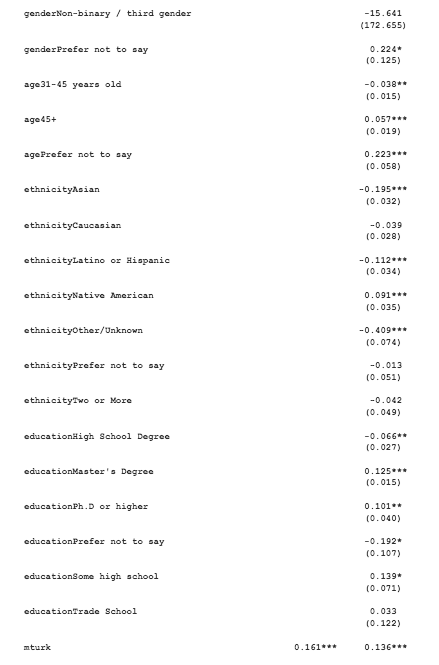 genderNon-binary / third gender -15.641
(172.655)
genderPrefer not to say 0.224*
(0.125)
age31-45 years old -0.038**
(0.015)
age45+ 0.057***
(0.019)
agePrefer not to say 0.223***
(0.058)
ethnicityAsian -0.195***
(0.032)
ethnicityCaucasian -0.039
(0.028)
ethnicityLatino or Hispanic -0.112***
(0.034)
ethnicityNative American 0.091***
(0.035)
ethnicityOther/Unknown -0.409***
(0.074)
ethnicityPrefer not to say -0.013
(0.051)
ethnicityTwo or More -0.042
(0.049)
educationHigh School Degree -0.066**
(0.027)
educationMaster's Degree 0.125***
(0.015)
educationPh.D or higher 0.101**
(0.040)
educationPrefer not to say -0.192*
(0.107)
educationSome high school 0.139*
(0.071)
educationTrade School 0.033
(0.122)
mturk 0.161*** 0.136***